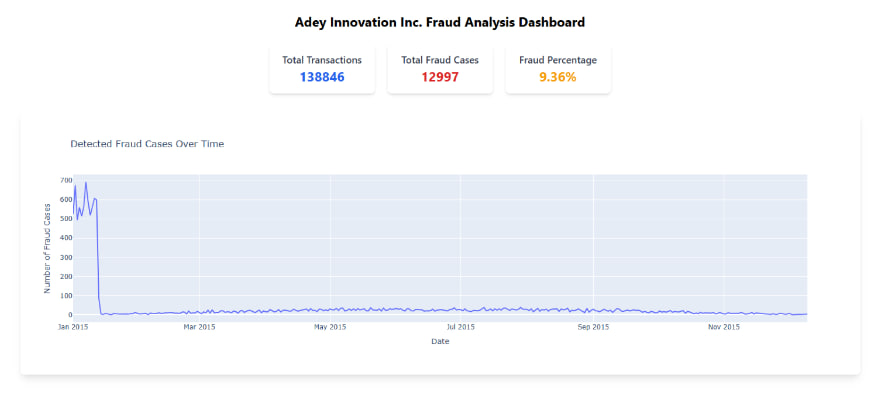 Adey Innovation Inc. Fraud Analysis Dashboard
Total Transactions
138846
Total Fraud Cases
12997
Fraud Percentage
9.36%
Detected Fraud Cases Over Time
Number of Fraud Cases
700
600
500
400
300
200
100
0
Jan 2015
Mar 2015
May 2015
Jul 2015
Sep 2015
Nov 2015
Date